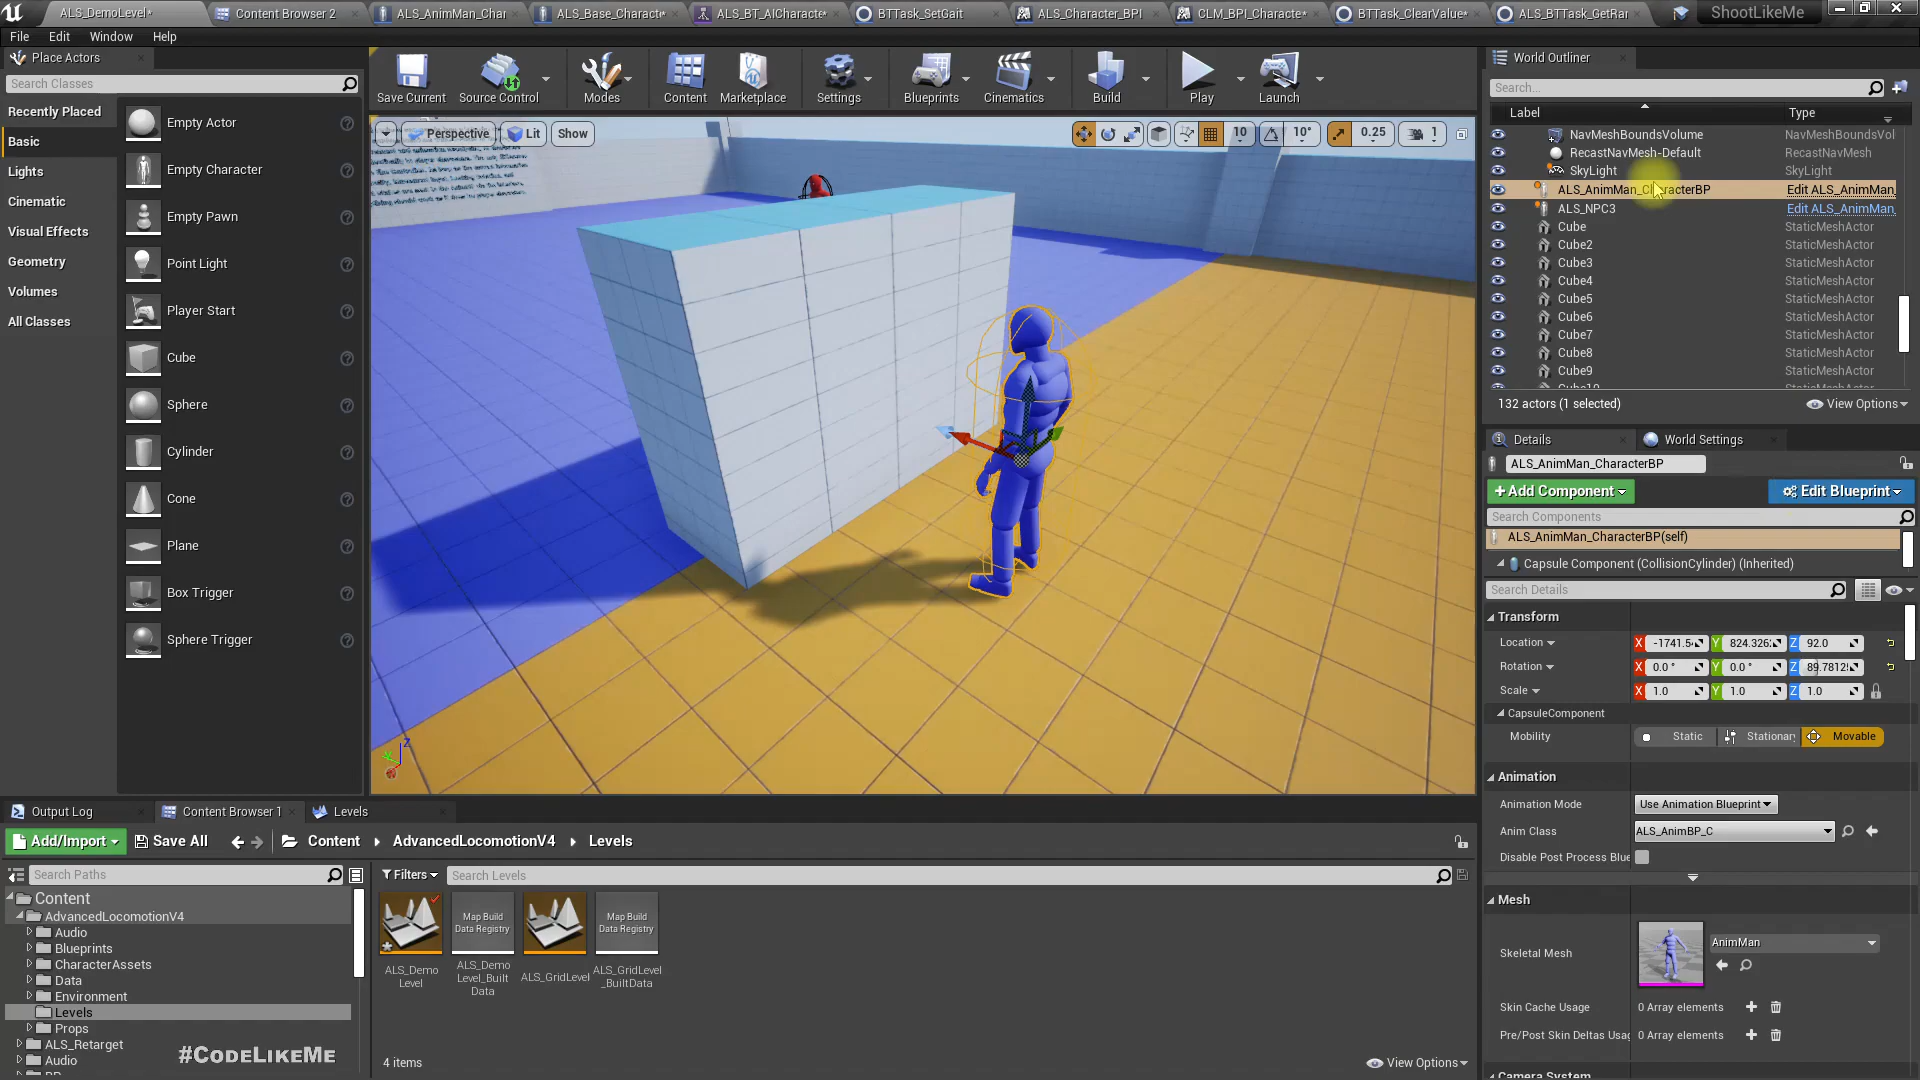 ALS_DemoLevel*
Content Browser 2
ALS_AnimMan_Char
ALS_Base_Charact*
ALS_BT_AICharacte*
BTTask_SetGait
ALS_Character_BPI
CLM_BPI_Characte*
BTTask_ClearValue*
ALS_BTTask_GetRan
ShootLikeMe
File
Edit
Window
Help
Place Actors
Search Classes
Recently Placed
Basic
Lights
Cinematic
Visual Effects
Geometry
Volumes
All Classes
Empty Actor
Empty Character
Empty Pawn
Point Light
Player Start
Cube
Sphere
Cylinder
Cone
Plane
Box Trigger
Sphere Trigger
Save Current
Source Control
Modes
Content
Marketplace
Settings
Blueprints
Cinematics
Build
Play
Launch
Perspective
Lit
Show
10
10°
0.25
1
World Outliner
Search...
Label
Type
NavMeshBoundsVolume
NavMeshBoundsVol
RecastNavMesh-Default
RecastNavMesh
SkyLight
SkyLight
ALS_AnimMan_CharacterBP
Edit ALS_AnimMan_
ALS_NPC3
Edit ALS_AnimMan_
Cube
StaticMeshActor
Cube2
StaticMeshActor
Cube3
StaticMeshActor
Cube4
StaticMeshActor
Cube5
StaticMeshActor
Cube6
StaticMeshActor
Cube7
StaticMeshActor
Cube8
StaticMeshActor
Cube9
StaticMeshActor
Cube10
StaticMeshActor
132 actors (1 selected)
View Options
Details
World Settings
ALS_AnimMan_CharacterBP
+Add Component
Edit Blueprint
Search Components
ALS_AnimMan_CharacterBP(self)
Capsule Component (CollisionCylinder) (Inherited)
Search Details
Transform
Location
X
-1741.5
Y
824.326
Z
92.0
Rotation
X
0.0 °
Y
0.0 °
Z
89.7812
Scale
X
1.0
Y
1.0
Z
1.0
CapsuleComponent
Mobility
Static
Stationar
Movable
Animation
Animation Mode
Use Animation Blueprint
Anim Class
ALS_AnimBP_C
Disable Post Process Blue
Mesh
Skeletal Mesh
AnimMan
Skin Cache Usage
0 Array elements
Pre/Post Skin Deltas Usag
0 Array elements
Camera System
Output Log
Content Browser 1
Levels
Add/Import
Save All
Content
AdvancedLocomotionV4
Levels
Search Paths
Filters
Search Levels
Content
AdvancedLocomotionV4
Audio
Blueprints
CharacterAssets
Data
Environment
Levels
Props
ALS_Retarget
Audio
Map Build
Data Registry
Map Build
Data Registry
ALS_Demo
Level
ALS_Demo
Level_Built
Data
ALS_GridLevel
ALS_GridLevel
_BuiltData
4 items
View Options
#CodeLikeMe